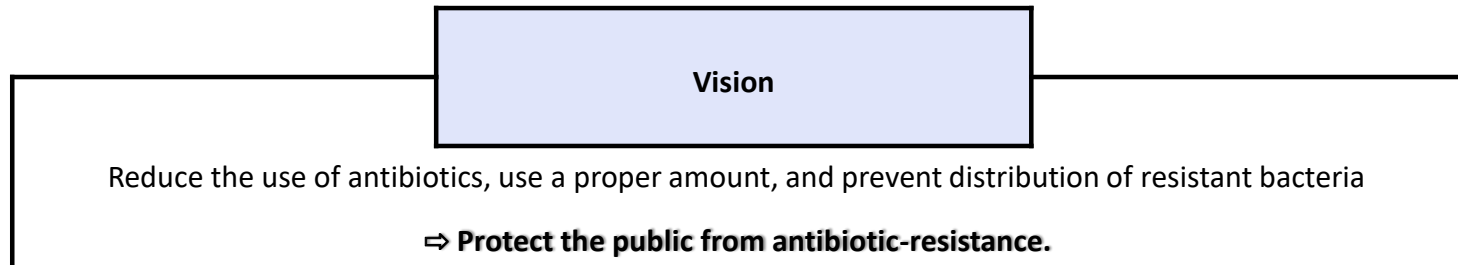 Vision
Reduce the use of antibiotics, use a proper amount, and prevent distribution of resistant bacteria
⇨ Protect the public from antibiotic-resistance.